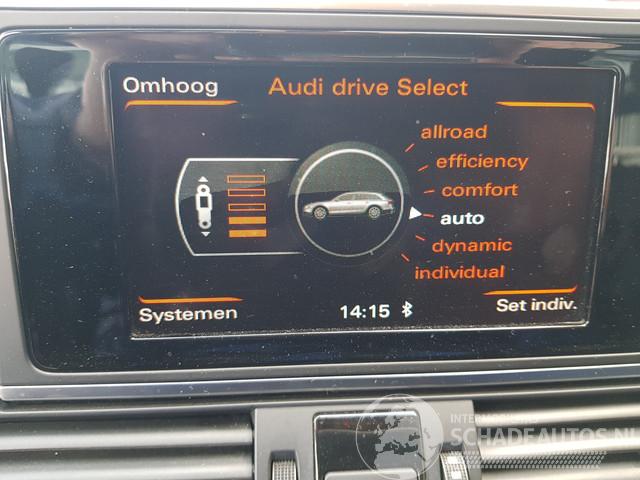 Omhoog
Audi drive Select
allroad
efficiency
comfort
auto
dynamic
individual
Systemen
14:15
Set indiv.
SCHADEAUTOS.NL